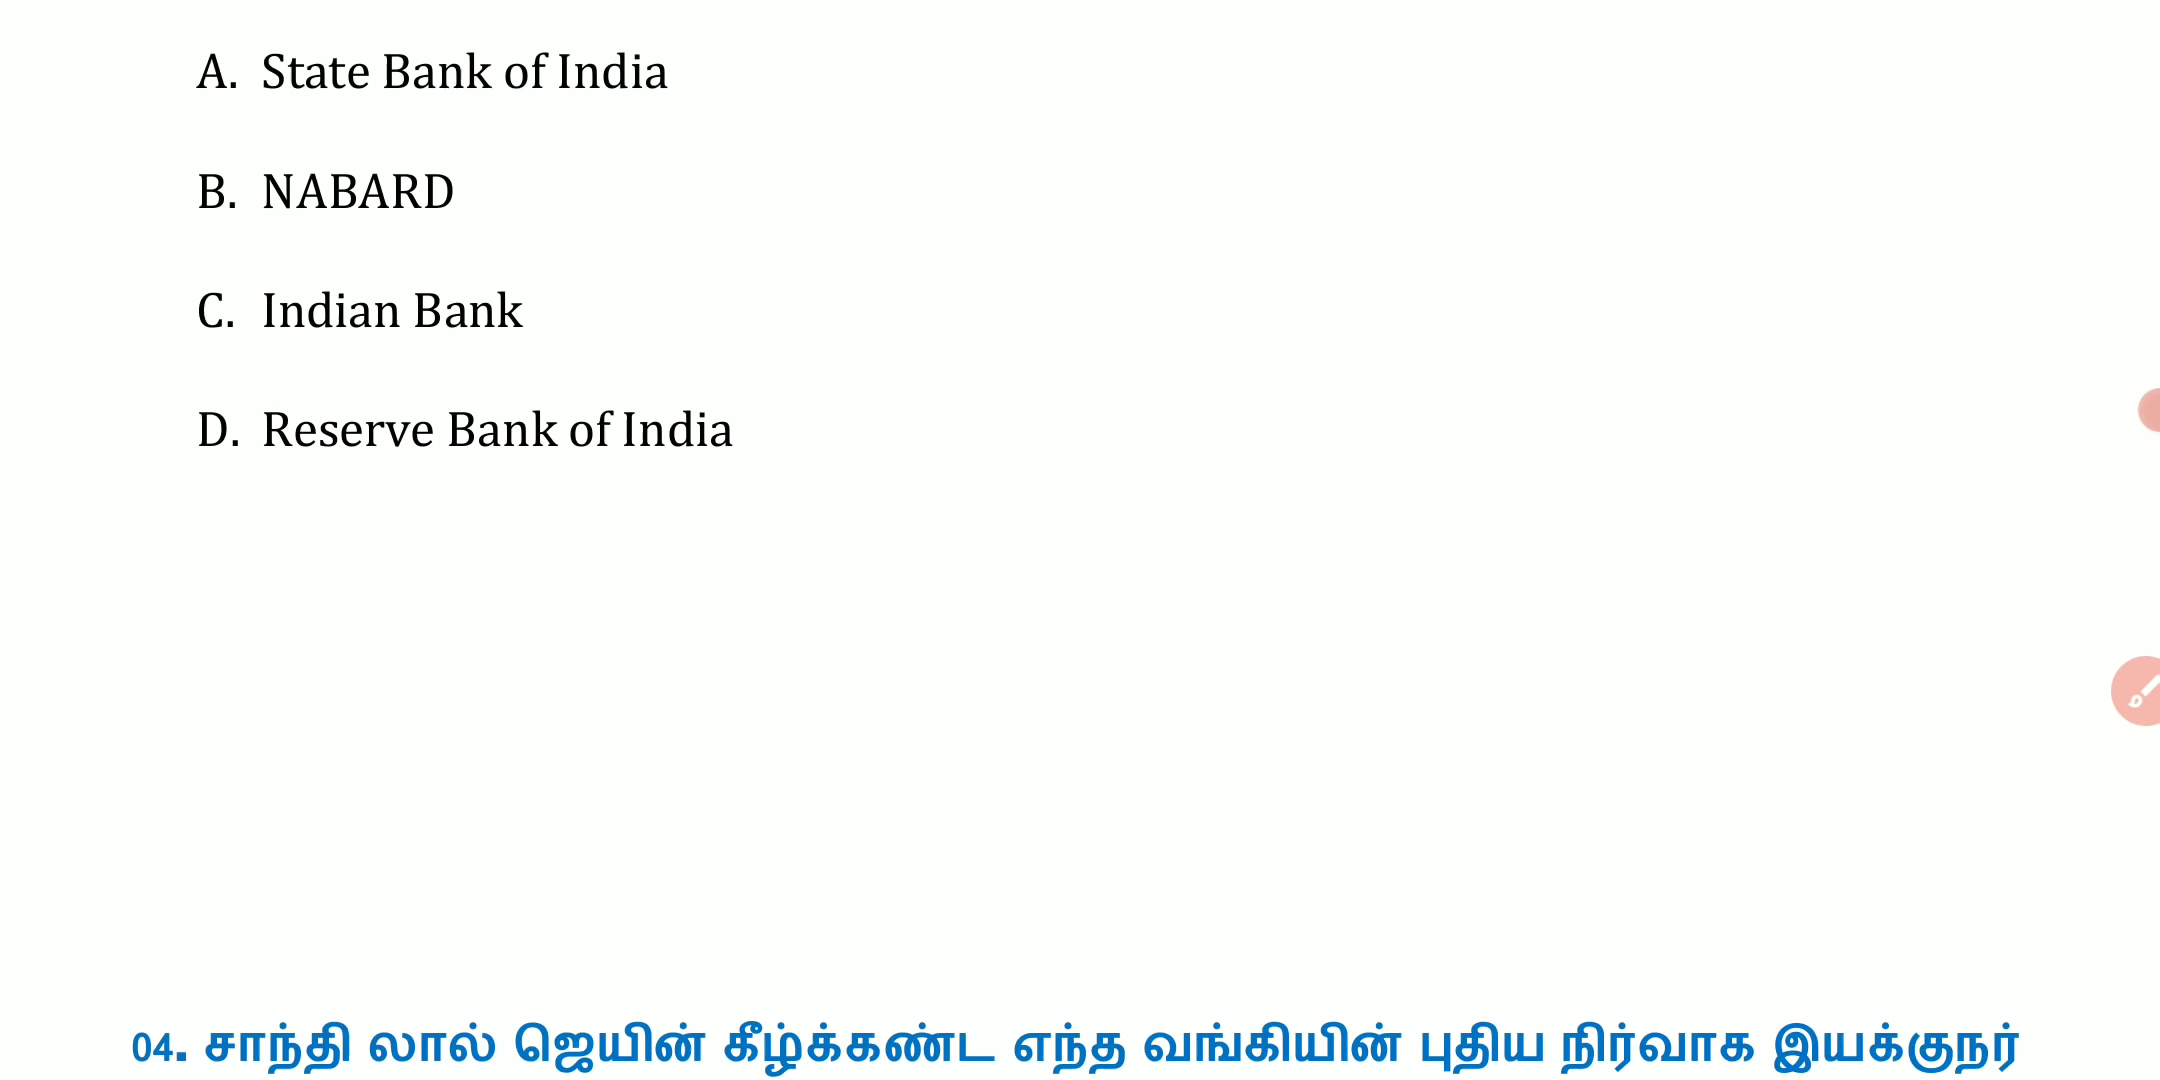 A. State Bank of India
B. NABARD
C. Indian Bank
D. Reserve Bank of India
04. சாந்தி லால் ஜெயின் கீழ்க்கண்ட எந்த வங்கியின் புதிய நிர்வாக இயக்குநர்